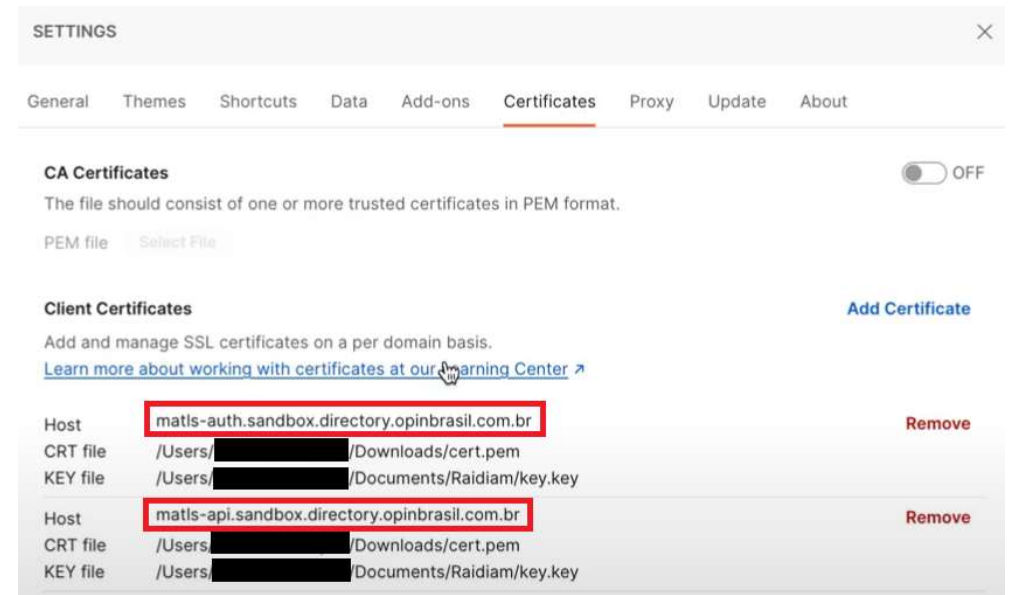 SETTINGS
General Themes Shortcuts Data Add-ons Certificates Proxy Update About
CA Certificates OFF
The file should consist of one or more trusted certificates in PEM format.
PEM file Select File
Client Certificates Add Certificate
Add and manage SSL certificates on a per domain basis.
Learn more about working with certificates at our Learning Center ↗
Host matls-auth.sandbox.directory.opinbrasil.com.br Remove
CRT file /Users/ /Downloads/cert.pem
KEY file /Users/ /Documents/Raidiam/key.key
Host matls-api.sandbox.directory.opinbrasil.com.br Remove
CRT file /Users/ /Downloads/cert.pem
KEY file /Users/ /Documents/Raidiam/key.key